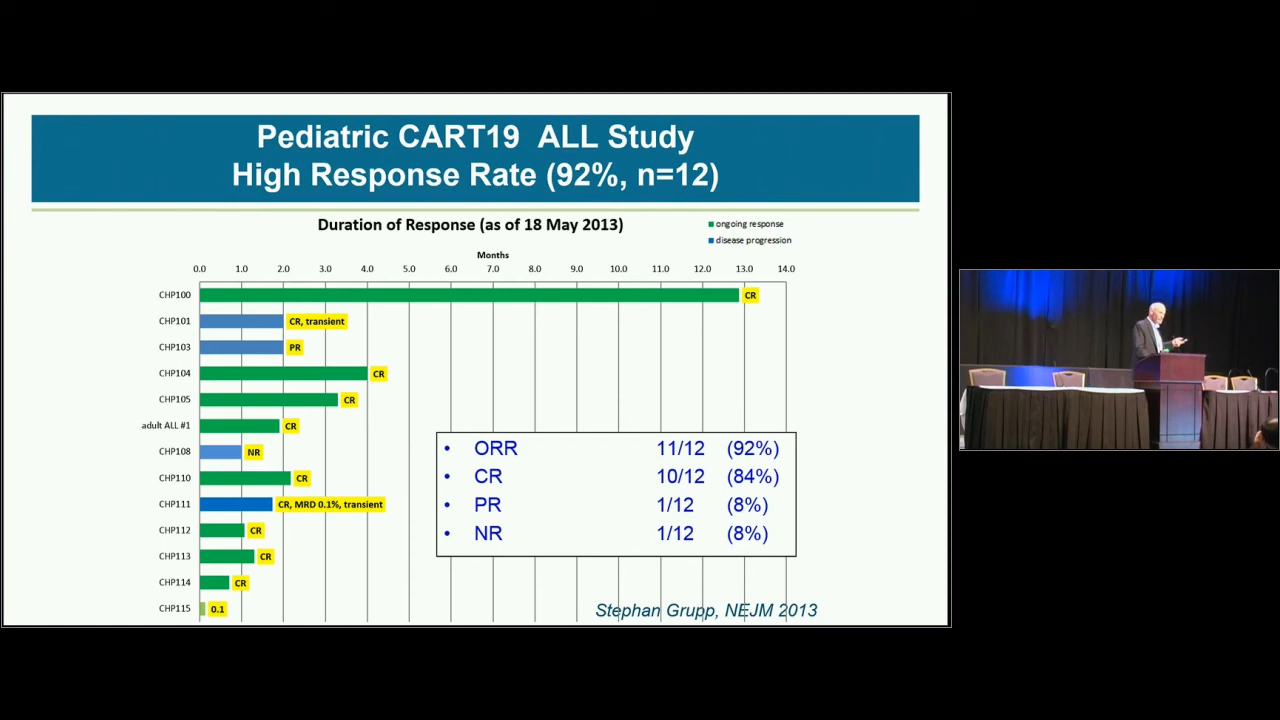 Pediatric CART19 ALL Study
High Response Rate (92%, n=12)
Duration of Response (as of 18 May 2013)
ongoing response
disease progression
Months
0.0 1.0 2.0 3.0 4.0 5.0 6.0 7.0 8.0 9.0 10.0 11.0 12.0 13.0 14.0
CHP100 CR
CHP101 CR, transient
CHP103 PR
CHP104 CR
CHP105 CR
adult ALL #1 CR
CHP108 NR
CHP110 CR
CHP111 CR, MRD 0.1%, transient
CHP112 CR
CHP113 CR
CHP114 CR
CHP115 0.1
• ORR 11/12 (92%)
• CR 10/12 (84%)
• PR 1/12 (8%)
• NR 1/12 (8%)
Stephan Grupp, NEJM 2013